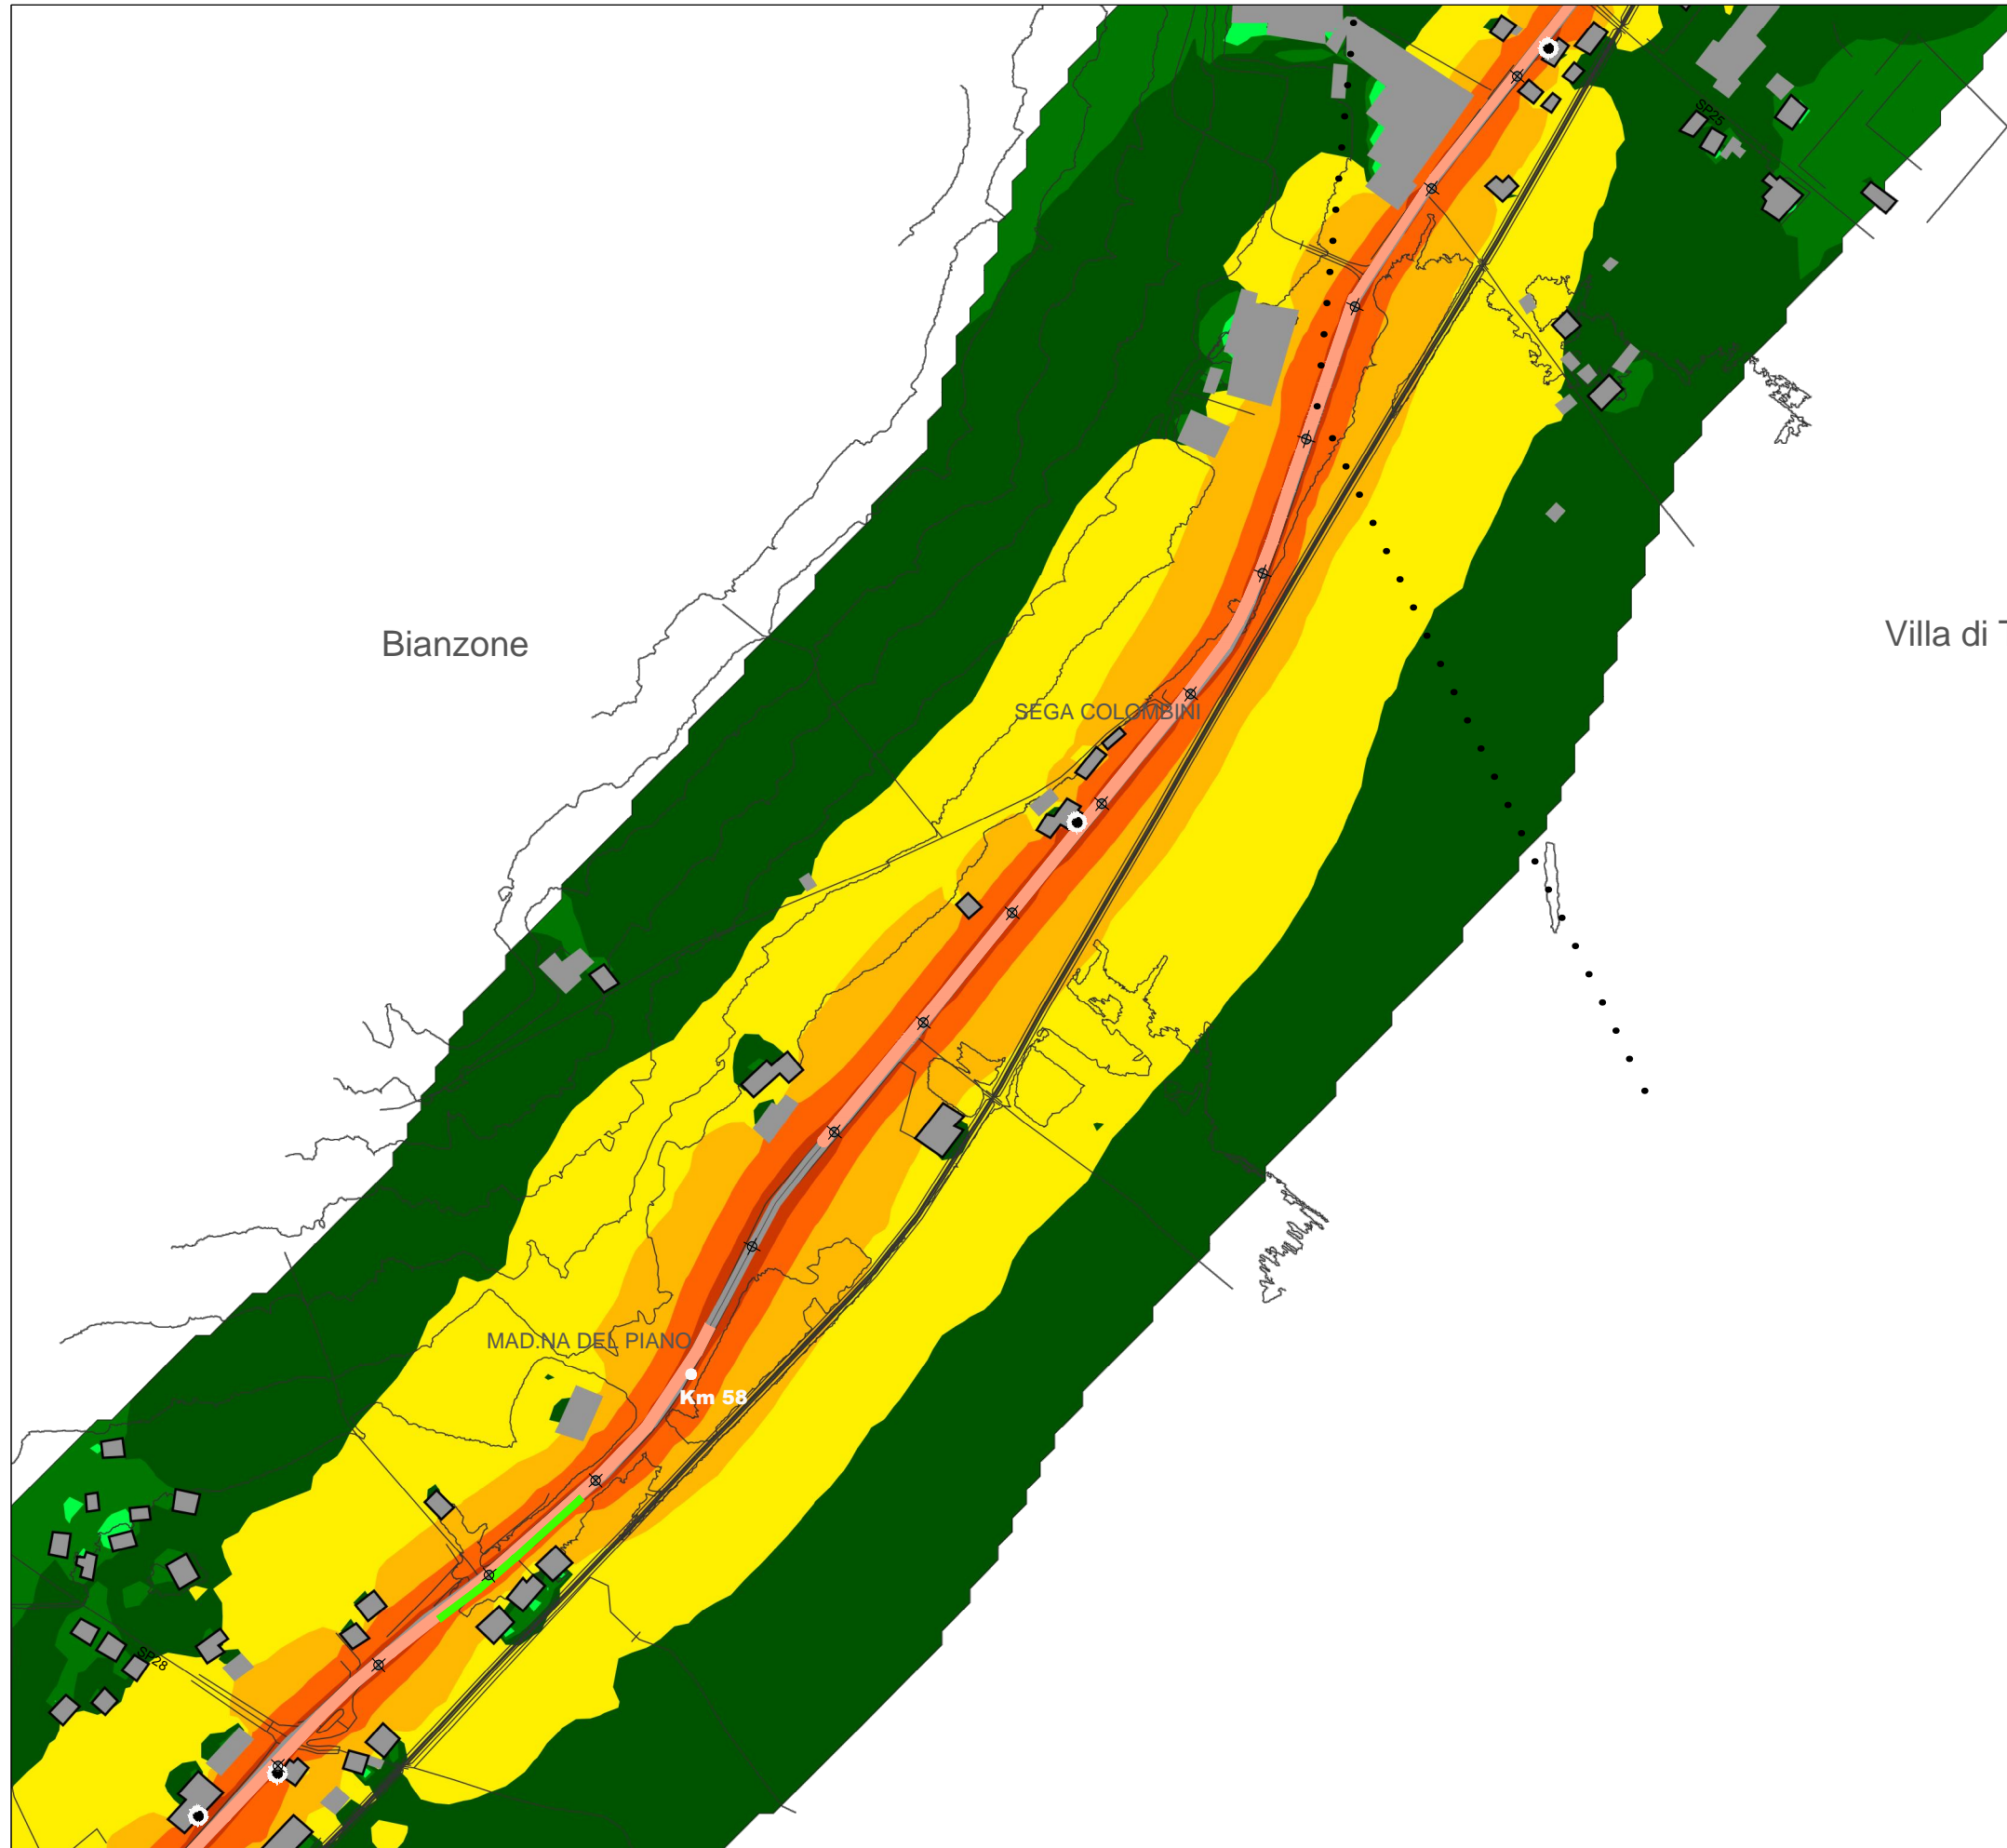 SP25
Bianzone
Villa di
SEGA COLOMBINI
MAD.NA DEL PIANO
Km 58
SP28